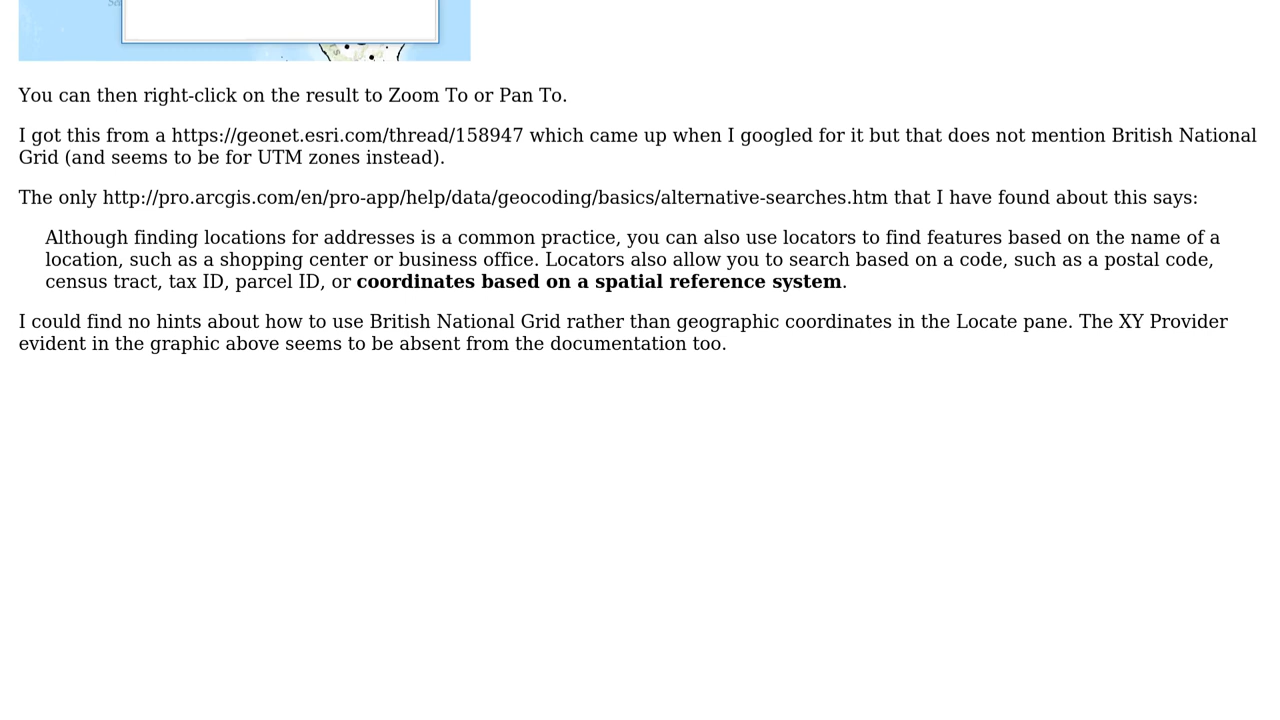 You can then right-click on the result to Zoom To or Pan To.
I got this from a https://geonet.esri.com/thread/158947 which came up when I googled for it but that does not mention British National
Grid (and seems to be for UTM zones instead).
The only http://pro.arcgis.com/en/pro-app/help/data/geocoding/basics/alternative-searches.htm that I have found about this says:
Although finding locations for addresses is a common practice, you can also use locators to find features based on the name of a
location, such as a shopping center or business office. Locators also allow you to search based on a code, such as a postal code,
census tract, tax ID, parcel ID, or coordinates based on a spatial reference system.
I could find no hints about how to use British National Grid rather than geographic coordinates in the Locate pane. The XY Provider
evident in the graphic above seems to be absent from the documentation too.